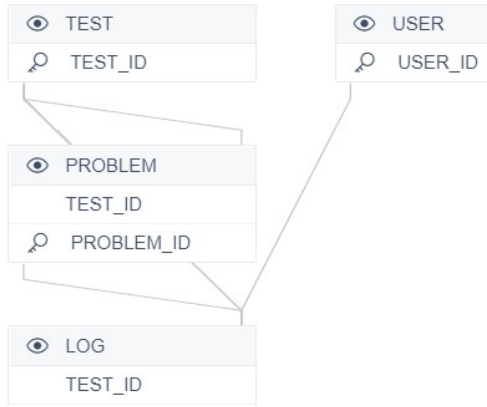 TEST
TEST_ID
USER
USER_ID
PROBLEM
TEST_ID
PROBLEM_ID
LOG
TEST_ID